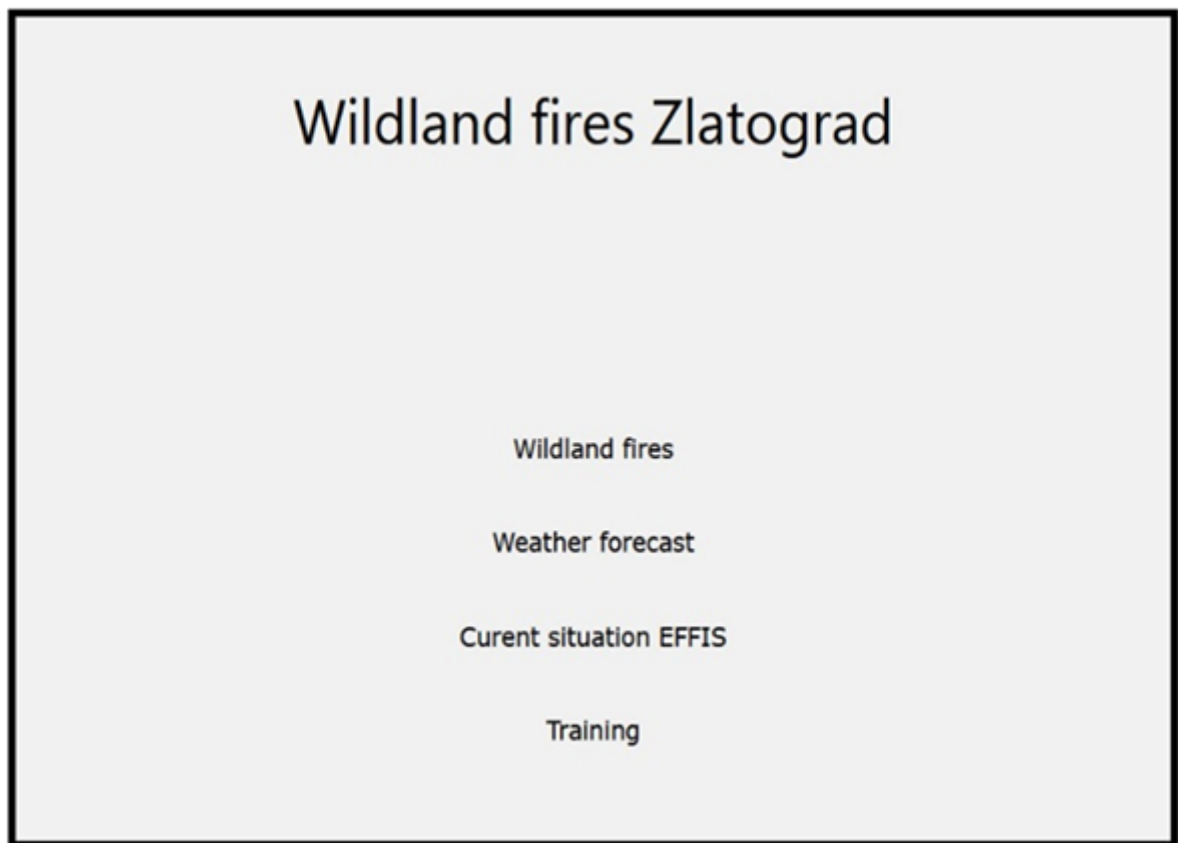 Wildland fires Zlatograd
Wildland fires
Weather forecast
Curent situation EFFIS
Training